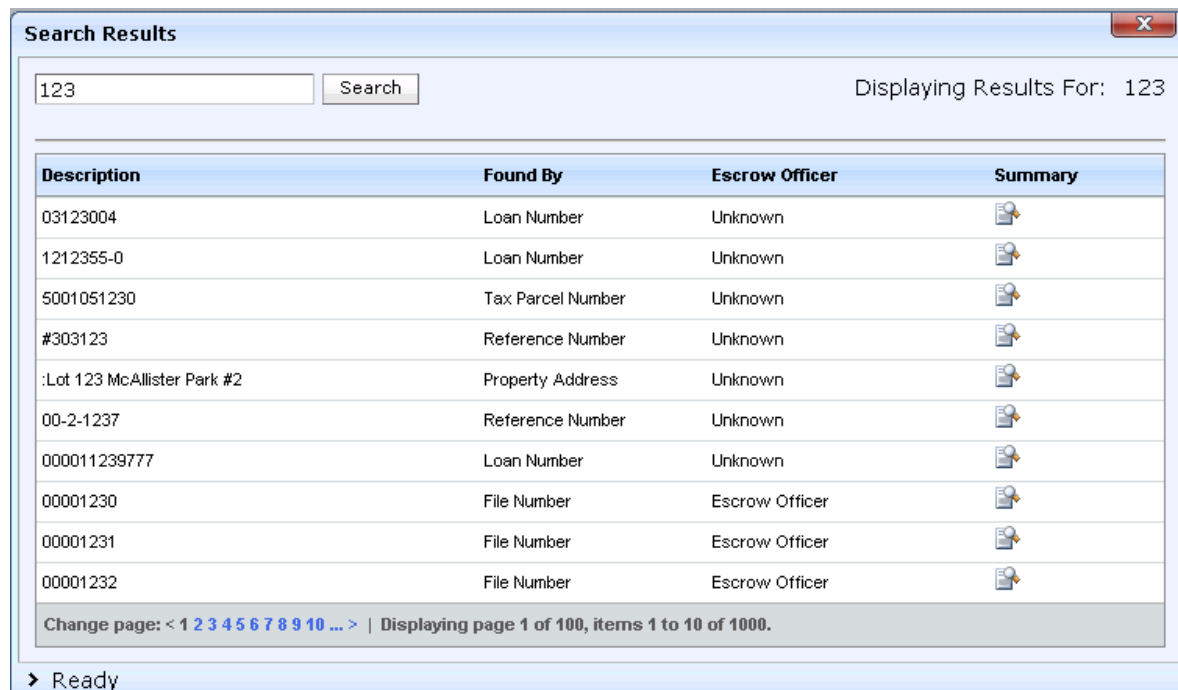 Search Results
X
123 Search Displaying Results For: 123
Description Found By Escrow Officer Summary
03123004 Loan Number Unknown
1212355-0 Loan Number Unknown
5001051230 Tax Parcel Number Unknown
#303123 Reference Number Unknown
:Lot 123 McAllister Park #2 Property Address Unknown
00-2-1237 Reference Number Unknown
000011239777 Loan Number Unknown
00001230 File Number Escrow Officer
00001231 File Number Escrow Officer
00001232 File Number Escrow Officer
Change page: < 1 2 3 4 5 6 7 8 9 10 ... > | Displaying page 1 of 100, items 1 to 10 of 1000.
> Ready